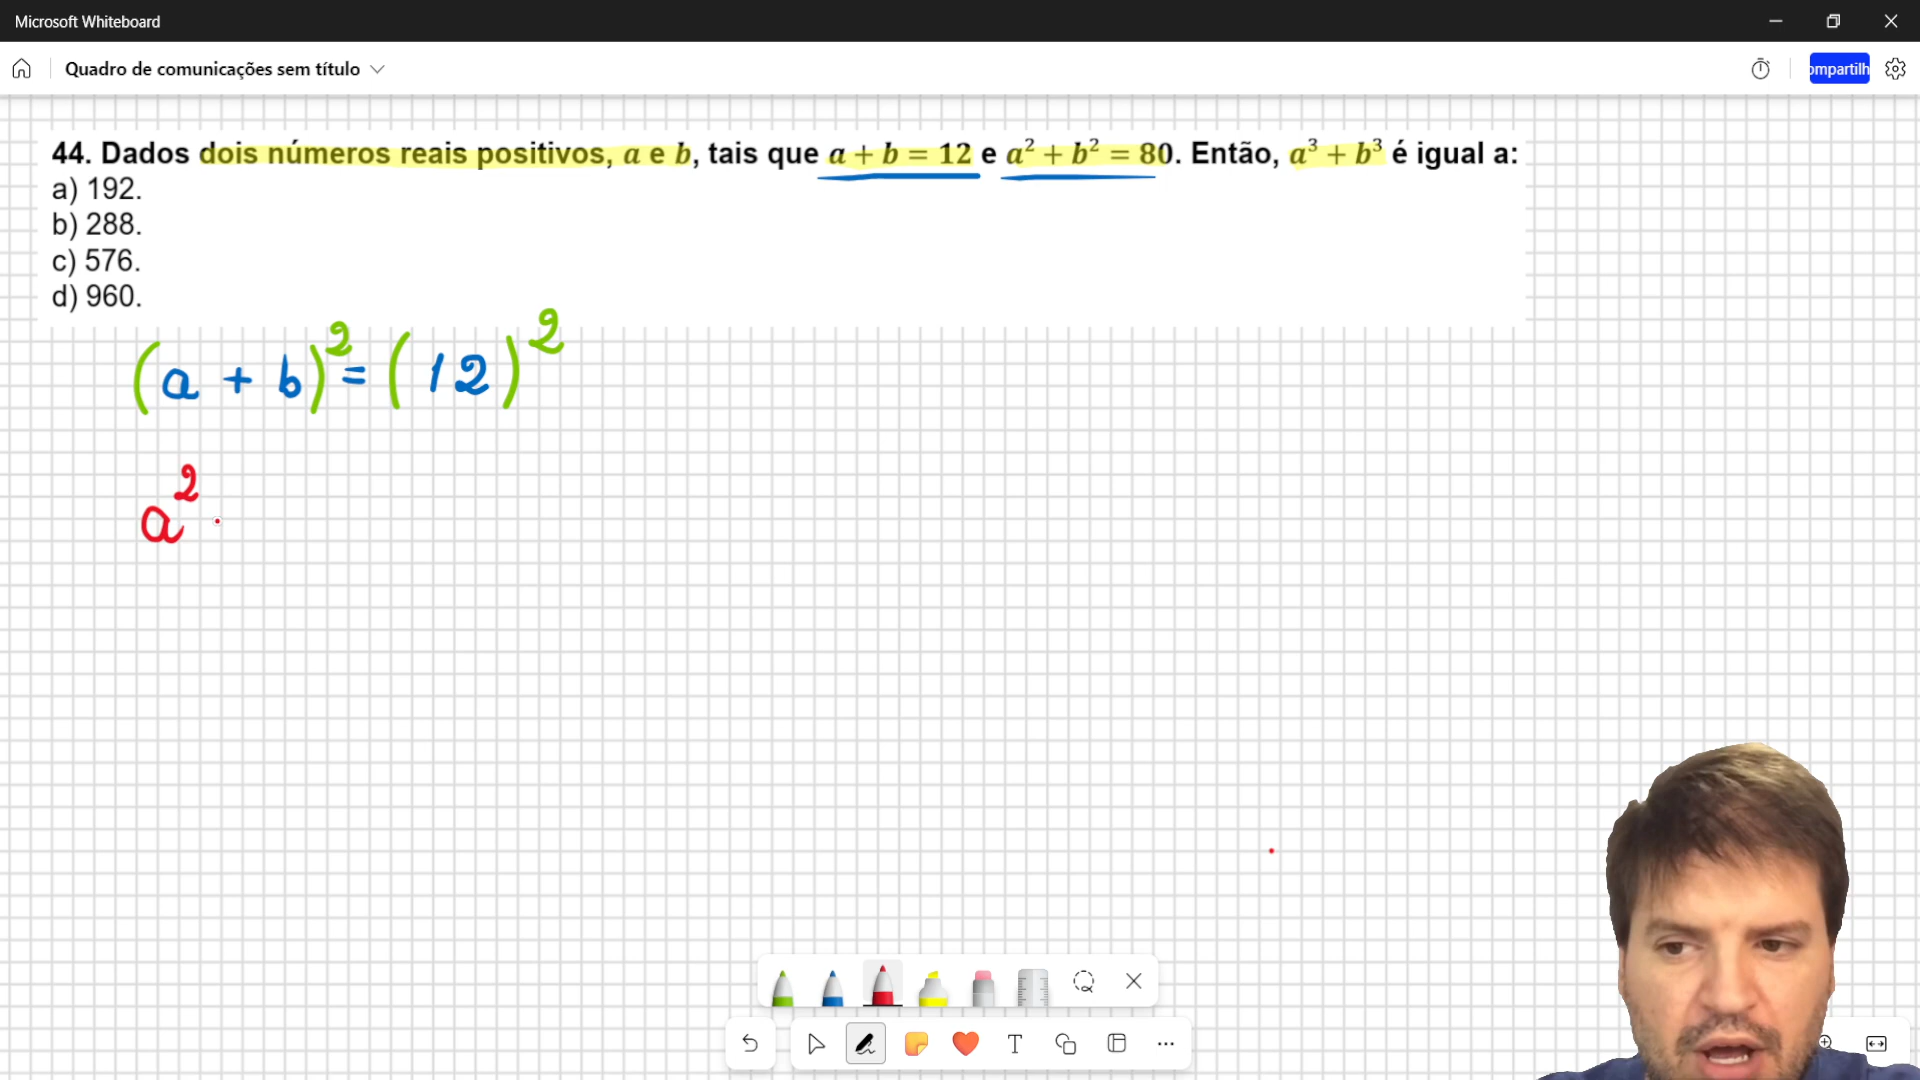 Microsoft Whiteboard
Quadro de comunicações sem título
ompartilh
44. Dados dois números reais positivos, a e b, tais que a + b = 12 e a² + b² = 80. Então, a³ + b³ é igual a:
a) 192.
b) 288.
c) 576.
d) 960.
(a + b)² = (12)²
a²
T